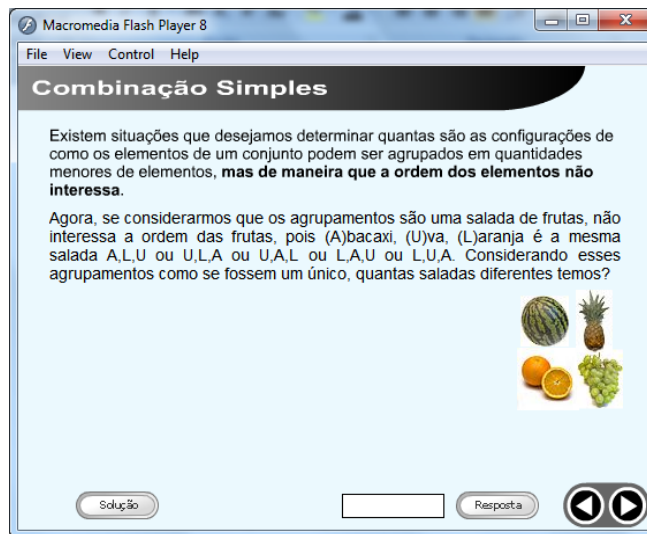 Macromedia Flash Player 8
File View Control Help
Combinação Simples
Existem situações que desejamos determinar quantas são as configurações de
como os elementos de um conjunto podem ser agrupados em quantidades
menores de elementos, mas de maneira que a ordem dos elementos não
interessa.
Agora, se considerarmos que os agrupamentos são uma salada de frutas, não
interessa a ordem das frutas, pois (A)bacaxi, (U)va, (L)aranja é a mesma
salada A,L,U ou U,L,A ou U,A,L ou L,A,U ou L,U,A. Considerando esses
agrupamentos como se fossem um único, quantas saladas diferentes temos?
Solução
Resposta